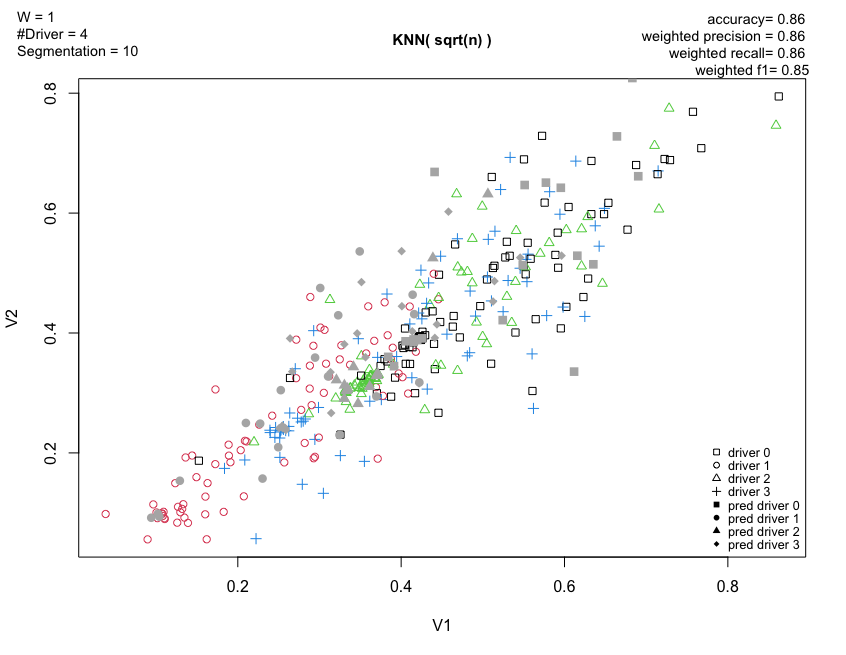 W = 1
#Driver = 4
Segmentation = 10
KNN( sqrt(n) )
accuracy= 0.86
weighted precision = 0.86
weighted recall= 0.86
weighted f1= 0.85
V2
0.8
0.6
0.4
0.2
driver 0
driver 1
driver 2
driver 3
pred driver 0
pred driver 1
pred driver 2
pred driver 3
0.2 0.4 0.6 0.8
V1